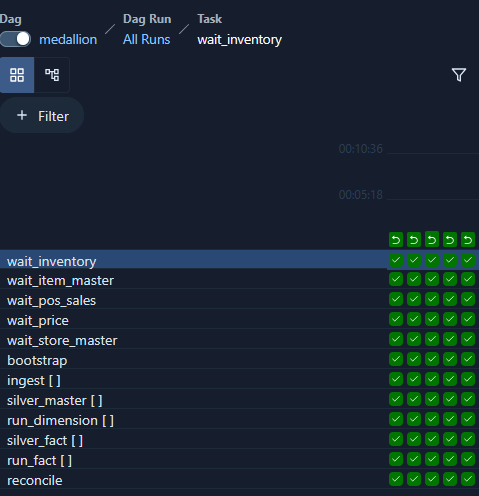 Dag
Dag Run
Task
medallion
All Runs
wait_inventory
+ Filter
00:10:36
00:05:18
wait_inventory
wait_item_master
wait_pos_sales
wait_price
wait_store_master
bootstrap
ingest [ ]
silver_master [ ]
run_dimension [ ]
silver_fact [ ]
run_fact [ ]
reconcile